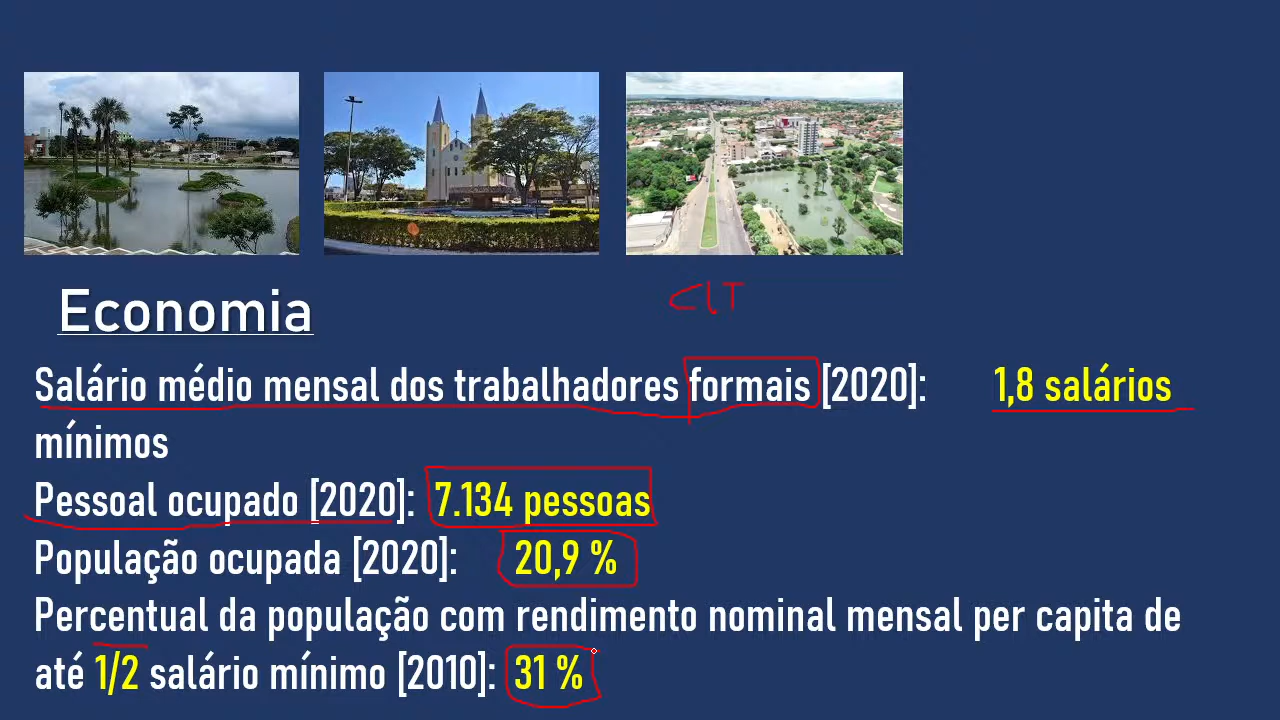 CLT
Economia
Salário médio mensal dos trabalhadores formais [2020]: 1,8 salários
mínimos
Pessoal ocupado [2020]: 7.134 pessoas
População ocupada [2020]: 20,9 %
Percentual da população com rendimento nominal mensal per capita de
até 1/2 salário mínimo [2010]: 31 %